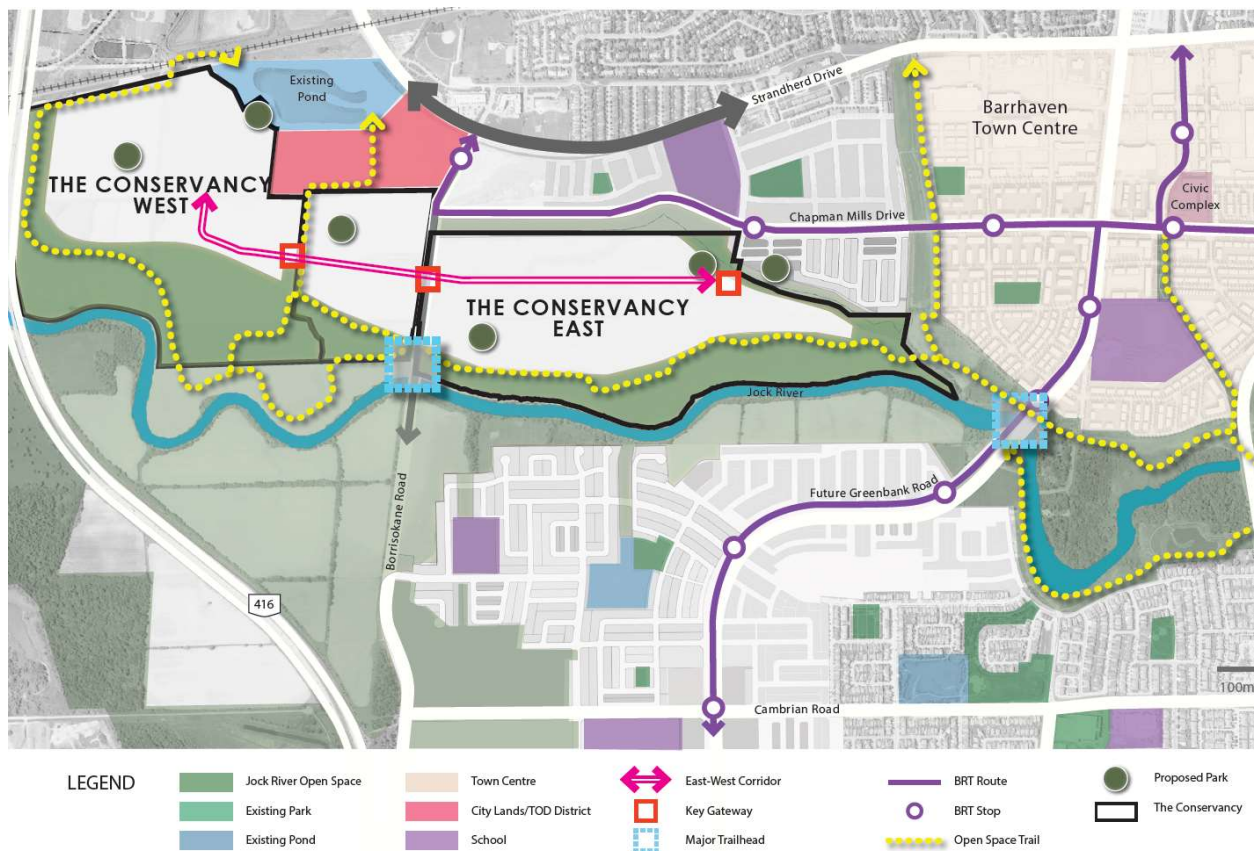 Existing
Pond
Strandherd Drive
Barrhaven
Town Centre
THE CONSERVANCY
WEST
Civic
Complex
Chapman Mills Drive
THE CONSERVANCY
EAST
Jock River
Future Greenbank Road
Borrisokane Road
416
100m
Cambrian Road
LEGEND
Jock River Open Space
Town Centre
East-West Corridor
BRT Route
Proposed Park
Existing Park
City Lands/TOD District
Key Gateway
BRT Stop
The Conservancy
Existing Pond
School
Major Trailhead
Open Space Trail